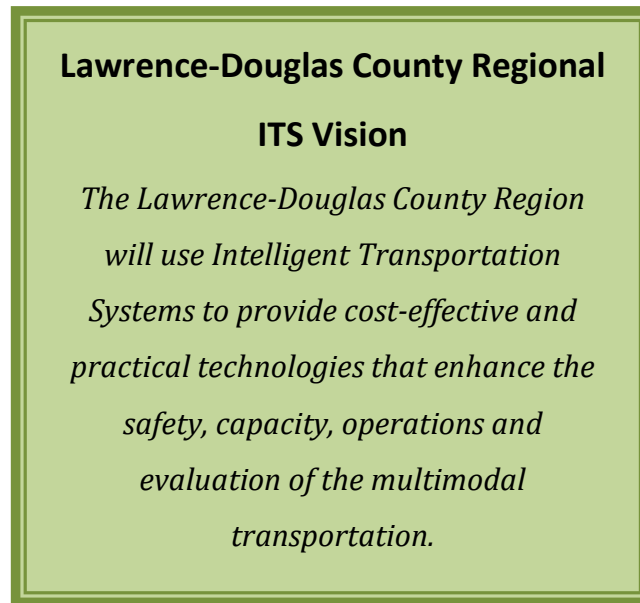 Lawrence-Douglas County Regional
ITS Vision
The Lawrence-Douglas County Region
will use Intelligent Transportation
Systems to provide cost-effective and
practical technologies that enhance the
safety, capacity, operations and
evaluation of the multimodal
transportation.